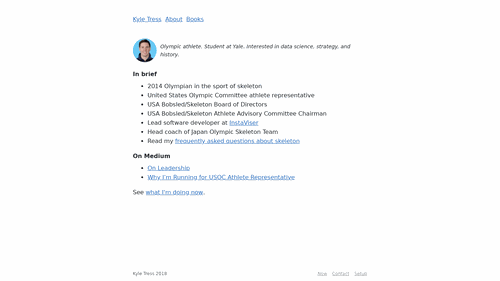 Kyle Tress About Books
Olympic athlete. Student at Yale. Interested in data science, strategy, and
history.
In brief
• 2014 Olympian in the sport of skeleton
• United States Olympic Committee athlete representative
• USA Bobsled/Skeleton Board of Directors
• USA Bobsled/Skeleton Athlete Advisory Committee Chairman
• Lead software developer at InstaViser
• Head coach of Japan Olympic Skeleton Team
• Read my frequently asked questions about skeleton
On Medium
• On Leadership
• Why I'm Running for USOC Athlete Representative
See what I'm doing now.
Kyle Tress 2018 Now Contact Setup